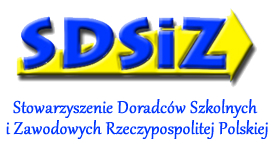 SDSiZ
Stowarzyszenie Doradców Szkolnych
i Zawodowych Rzeczypospolitej Polskiej